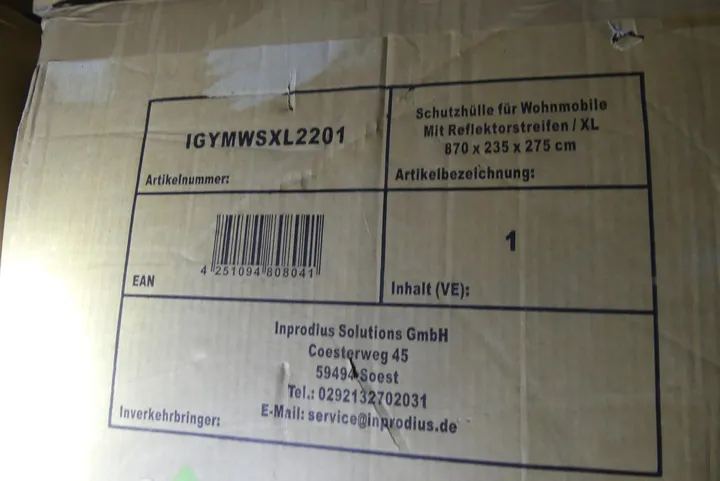 IGYMWSXL2201
Artikelnummer:
Schutzhülle für Wohnmobile
Mit Reflektorstreifen / XL
870 x 235 x 275 cm
Artikelbezeichnung:
4 251094 808041
EAN
1
Inhalt (VE):
Inprodius Solutions GmbH
Coesterweg 45
59494 Soest
Tel.: 0292132702031
E-Mail: service@inprodius.de
Inverkehrbringer: